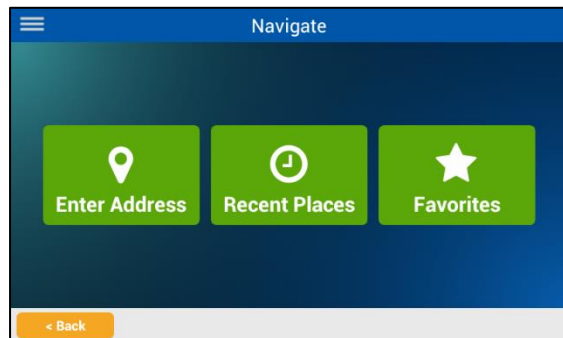 Navigate
Enter Address
Recent Places
Favorites
< Back